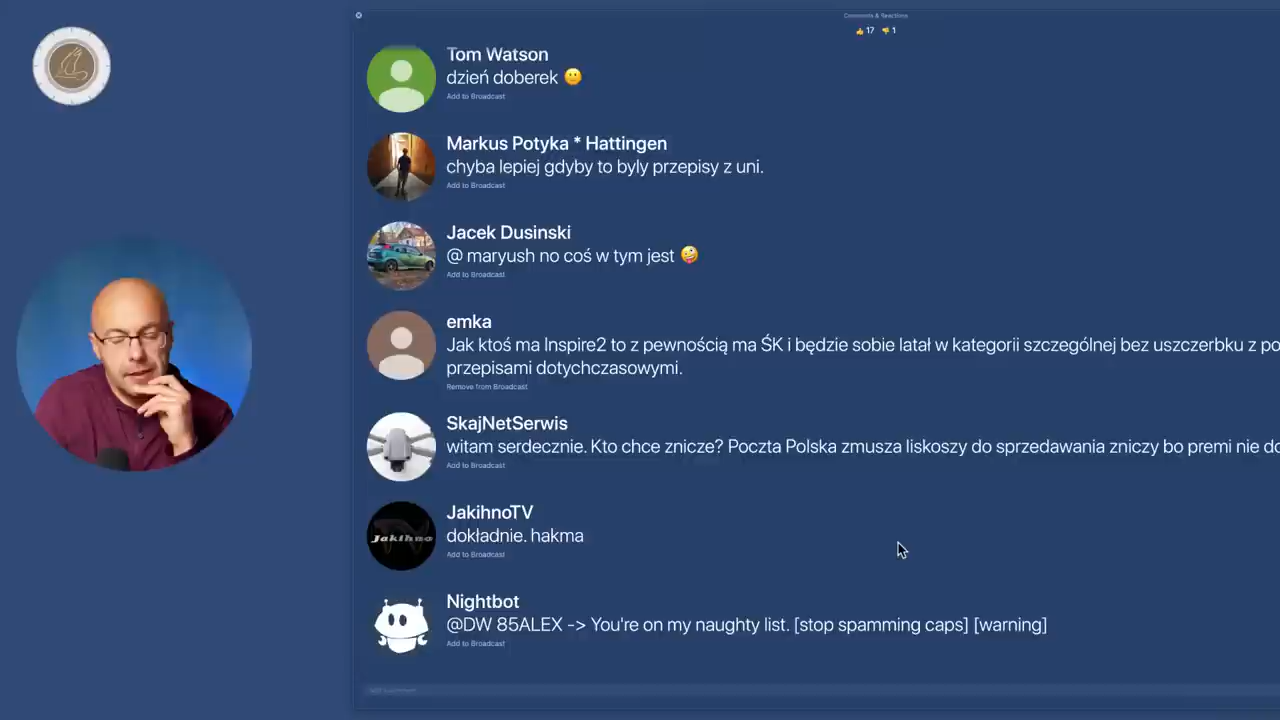 Comments & Reactions
👍 17 👎 1
Tom Watson
dzień doberek 🙂
Add to Broadcast
Markus Potyka * Hattingen
chyba lepiej gdyby to byly przepisy z uni.
Add to Broadcast
Jacek Dusinski
@ maryush no coś w tym jest 🤪
Add to Broadcast
emka
Jak ktoś ma Inspire2 to z pewnością ma ŚK i będzie sobie latał w kategorii szczególnej bez uszczerbku z po
przepisami dotychczasowymi.
Remove from Broadcast
SkajNetSerwis
witam serdecznie. Kto chce znicze? Poczta Polska zmusza liskoszy do sprzedawania zniczy bo premi nie do
Add to Broadcast
JakihnoTV
Jakihno
dokładnie. hakma
Add to Broadcast
Nightbot
@DW 85ALEX -> You're on my naughty list. [stop spamming caps] [warning]
Add to Broadcast